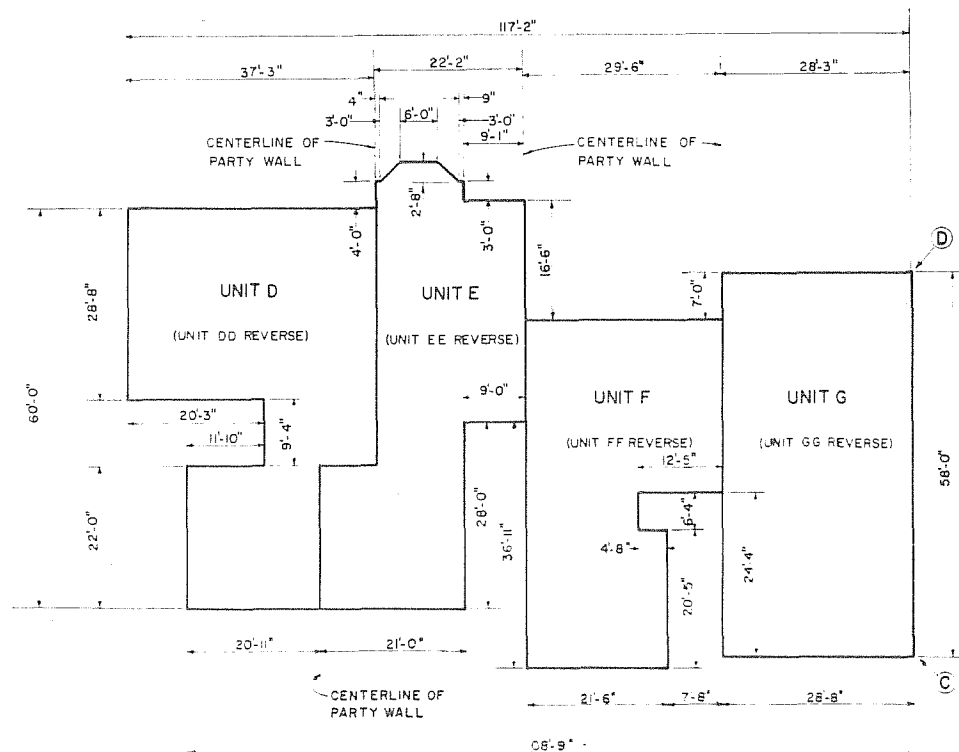 117'-2"
37'-3"
22'-2"
29'-6"
28'-3"
4"
6'-0"
9"
3'-0"
3'-0"
9'-1"
CENTERLINE OF
PARTY WALL
CENTERLINE OF
PARTY WALL
2'-8"
4'-0"
3'-0"
16'-6"
7'-0"
D
28'-8"
UNIT D
(UNIT DD REVERSE)
UNIT E
(UNIT EE REVERSE)
UNIT F
(UNIT FF REVERSE)
UNIT G
(UNIT GG REVERSE)
60'-0"
20'-3"
11'-10"
9'-4"
9'-0"
12'-5"
58'-0"
22'-0"
28'-0"
36'-11"
6'-4"
4'-8"
24'-4"
20'-5"
20'-11"
21'-0"
CENTERLINE OF
PARTY WALL
21'-6"
7'-8"
28'-8"
C
08'-9"